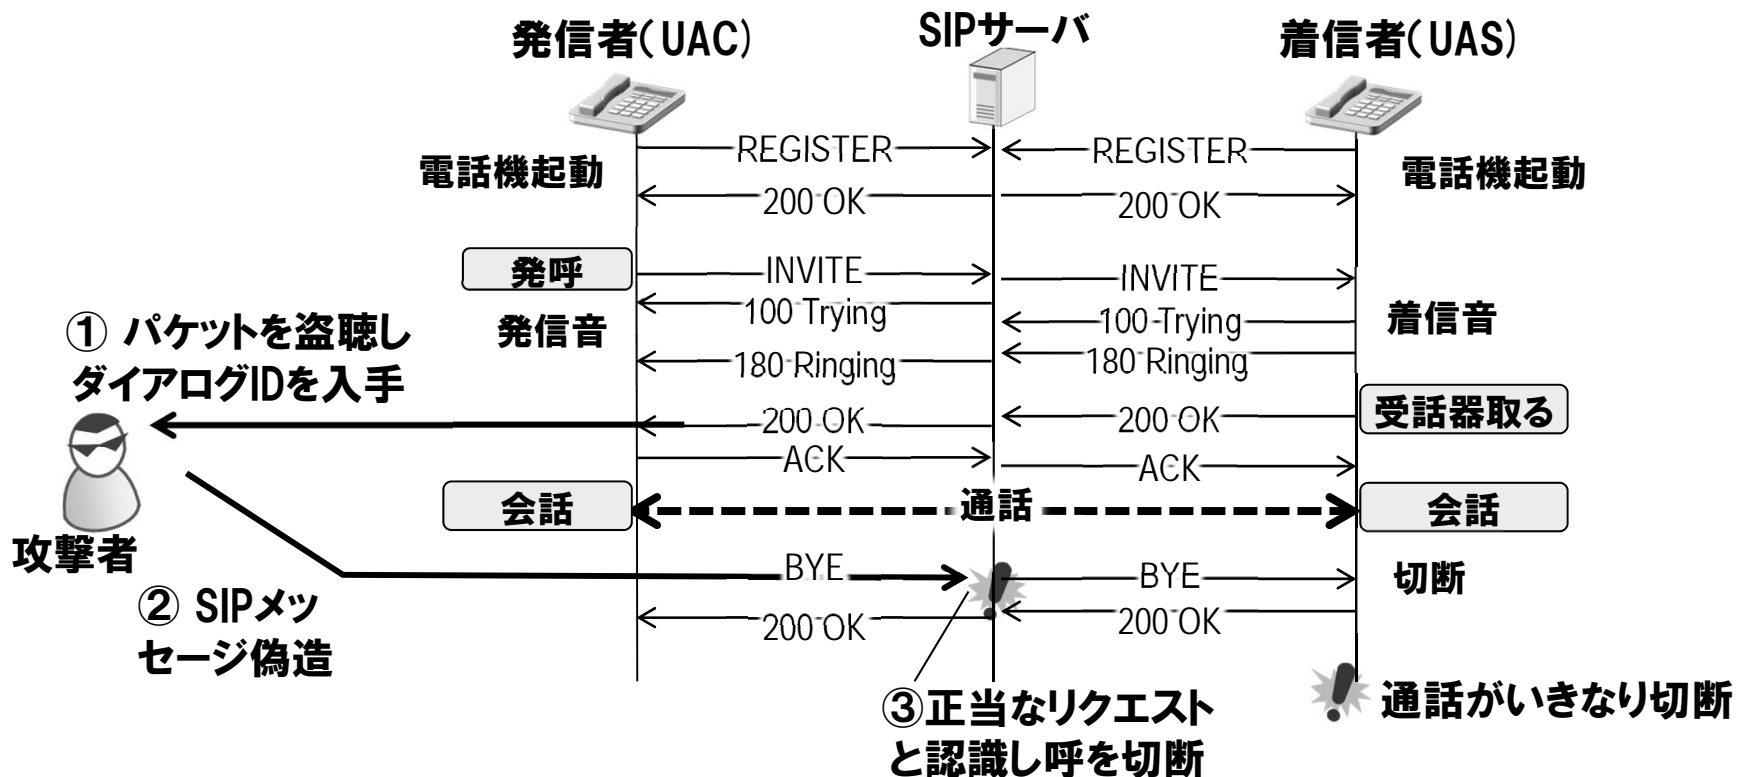 発信者(UAC)
SIPサーバ
着信者(UAS)
REGISTER
REGISTER
電話機起動
電話機起動
200 OK
200 OK
発呼
INVITE
INVITE
100 Trying
100 Trying
発信音
着信音
180 Ringing
180 Ringing
① パケットを盗聴し
ダイアログIDを入手
200 OK
200 OK
受話器取る
ACK
ACK
会話
通話
会話
攻撃者
BYE
BYE
切断
② SIPメッ
セージ偽造
200 OK
200 OK
③正当なリクエスト
と認識し呼を切断
通話がいきなり切断